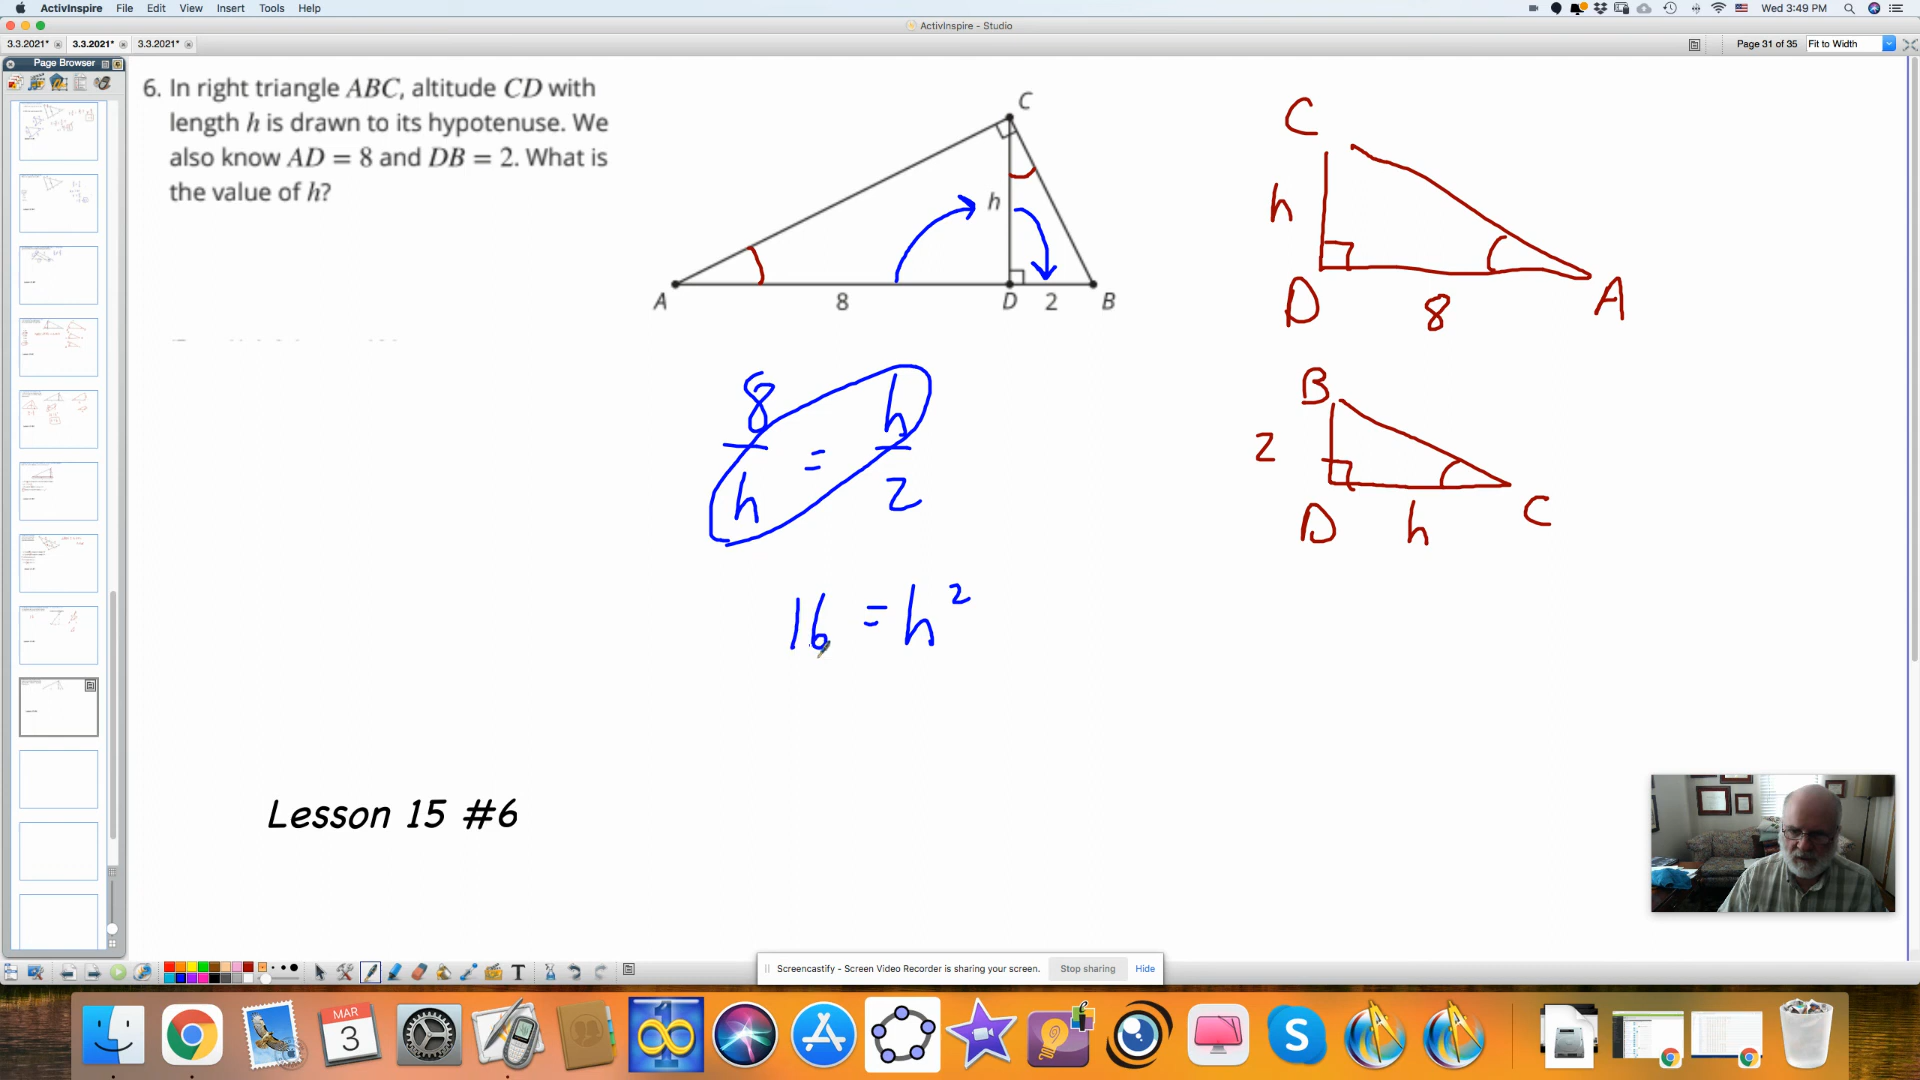 ActivInspire File Edit View Insert Tools Help Wed 3:49 PM
ActivInspire - Studio
3.3.2021* 3.3.2021* 3.3.2021* Page 31 of 35 Fit to Width
Page Browser
6. In right triangle ABC, altitude CD with
length h is drawn to its hypotenuse. We
also know AD = 8 and DB = 2. What is
the value of h?
C
h
A 8 D 2 B
C
h
D 8 A
B
2
D h C
8/h = h/2
16 = h²
Lesson 15 #6
Screencastify - Screen Video Recorder is sharing your screen. Stop sharing Hide
MAR
3